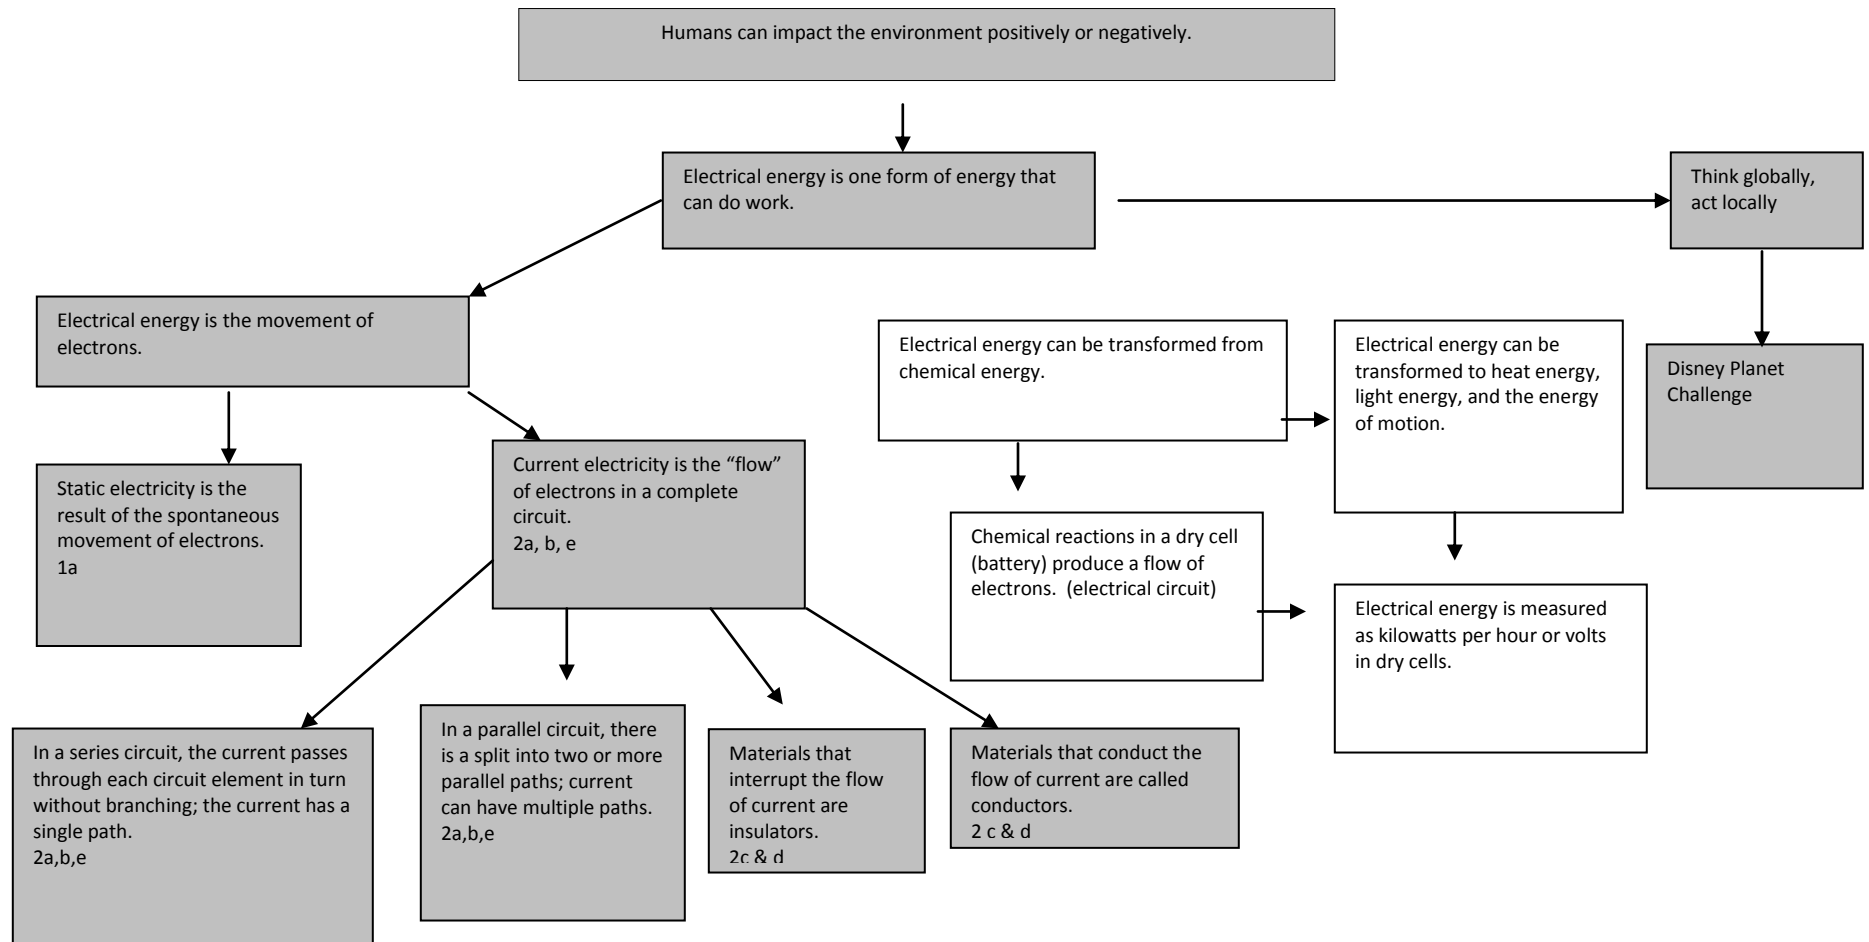 Humans can impact the environment positively or negatively.
Electrical energy is one form of energy that
can do work.
Think globally,
act locally
Electrical energy is the movement of
electrons.
Electrical energy can be transformed from
chemical energy.
Electrical energy can be
transformed to heat energy,
light energy, and the energy
of motion.
Disney Planet
Challenge
Static electricity is the
result of the spontaneous
movement of electrons.
1a
Current electricity is the “flow”
of electrons in a complete
circuit.
2a, b, e
Chemical reactions in a dry cell
(battery) produce a flow of
electrons.  (electrical circuit)
Electrical energy is measured
as kilowatts per hour or volts
in dry cells.
In a series circuit, the current passes
through each circuit element in turn
without branching; the current has a
single path.
2a,b,e
In a parallel circuit, there
is a split into two or more
parallel paths; current
can have multiple paths.
2a,b,e
Materials that
interrupt the flow
of current are
insulators.
2c & d
Materials that conduct the
flow of current are called
conductors.
2 c & d